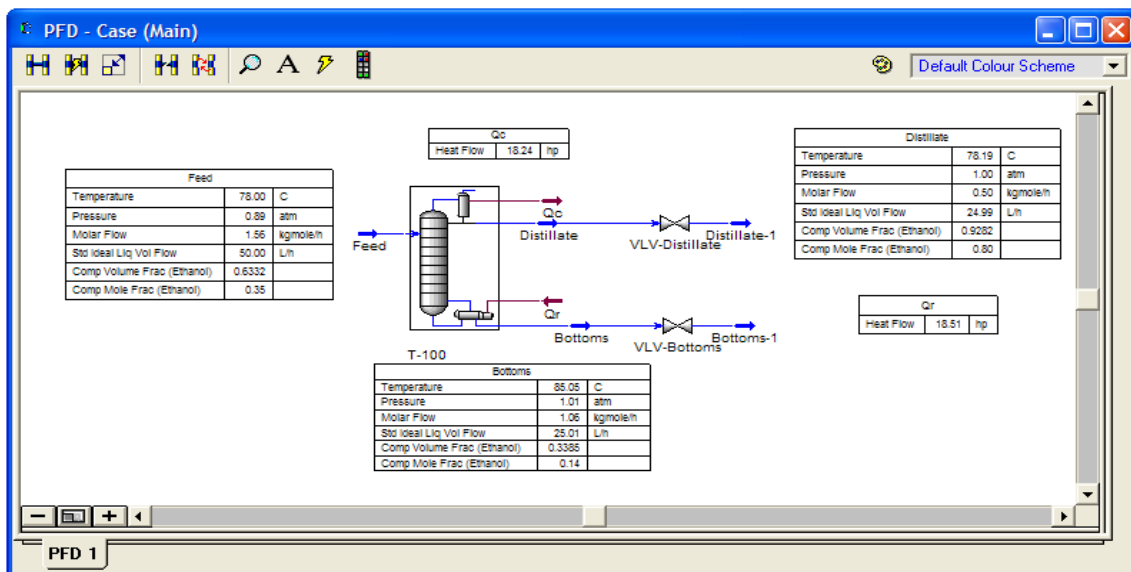 PFD - Case (Main)
A
Default Colour Scheme
Qc
Heat Flow 18.24 hp
Distillate
Temperature 78.19 C
Pressure 1.00 atm
Molar Flow 0.50 kgmole/h
Std Ideal Liq Vol Flow 24.99 L/h
Comp Volume Frac (Ethanol) 0.9282
Comp Mole Frac (Ethanol) 0.80
Feed
Temperature 78.00 C
Pressure 0.89 atm
Molar Flow 1.56 kgmole/h
Std Ideal Liq Vol Flow 50.00 L/h
Comp Volume Frac (Ethanol) 0.6332
Comp Mole Frac (Ethanol) 0.35
Qc
Feed
Distillate
VLV-Distillate
Distillate-1
Qr
Heat Flow 18.51 hp
Qr
Bottoms
VLV-Bottoms
Bottoms-1
T-100
Bottoms
Temperature 85.05 C
Pressure 1.01 atm
Molar Flow 1.06 kgmole/h
Std Ideal Liq Vol Flow 25.01 L/h
Comp Volume Frac (Ethanol) 0.3385
Comp Mole Frac (Ethanol) 0.14
PFD 1